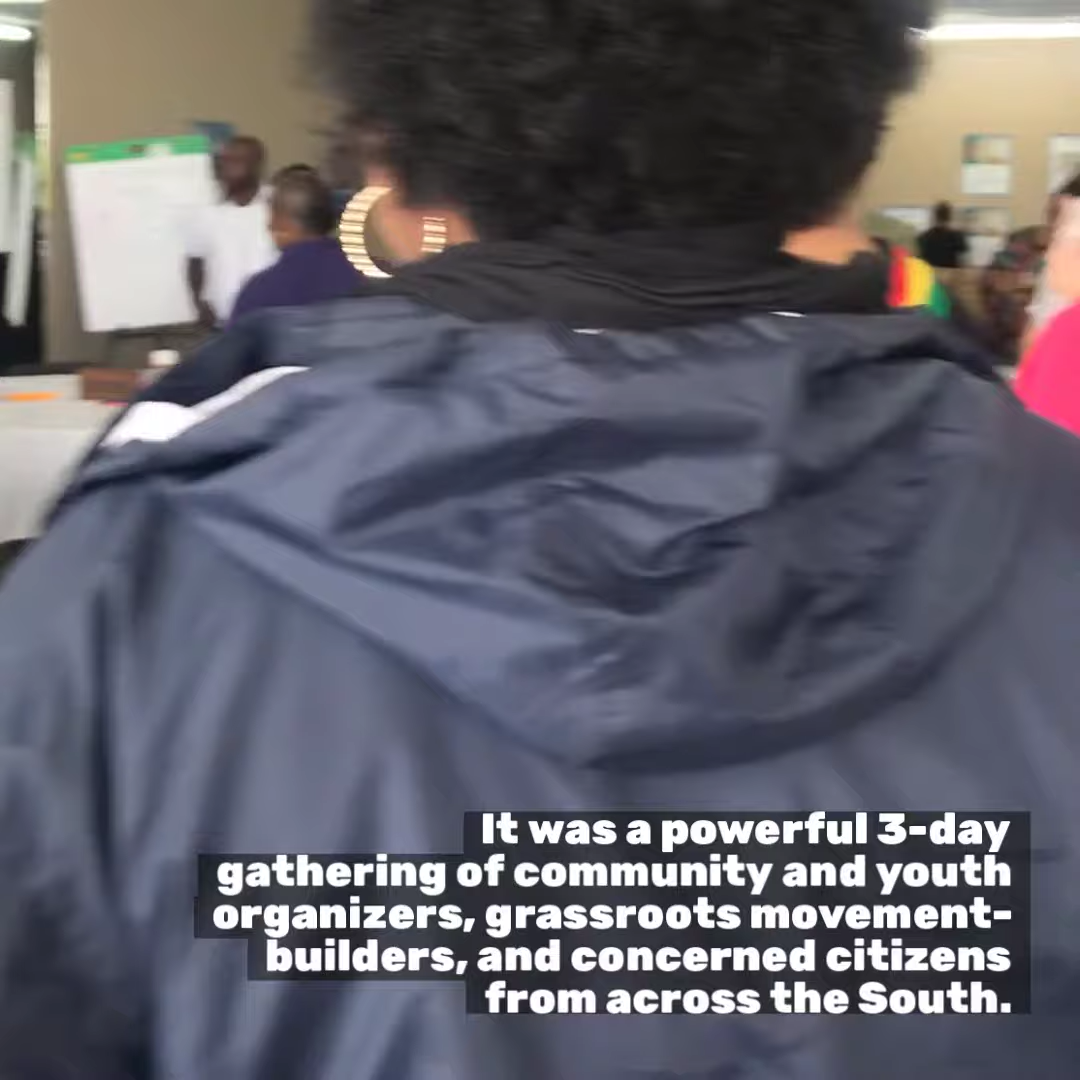 It was a powerful 3-day
gathering of community and youth
organizers, grassroots movement-
builders, and concerned citizens
from across the South.